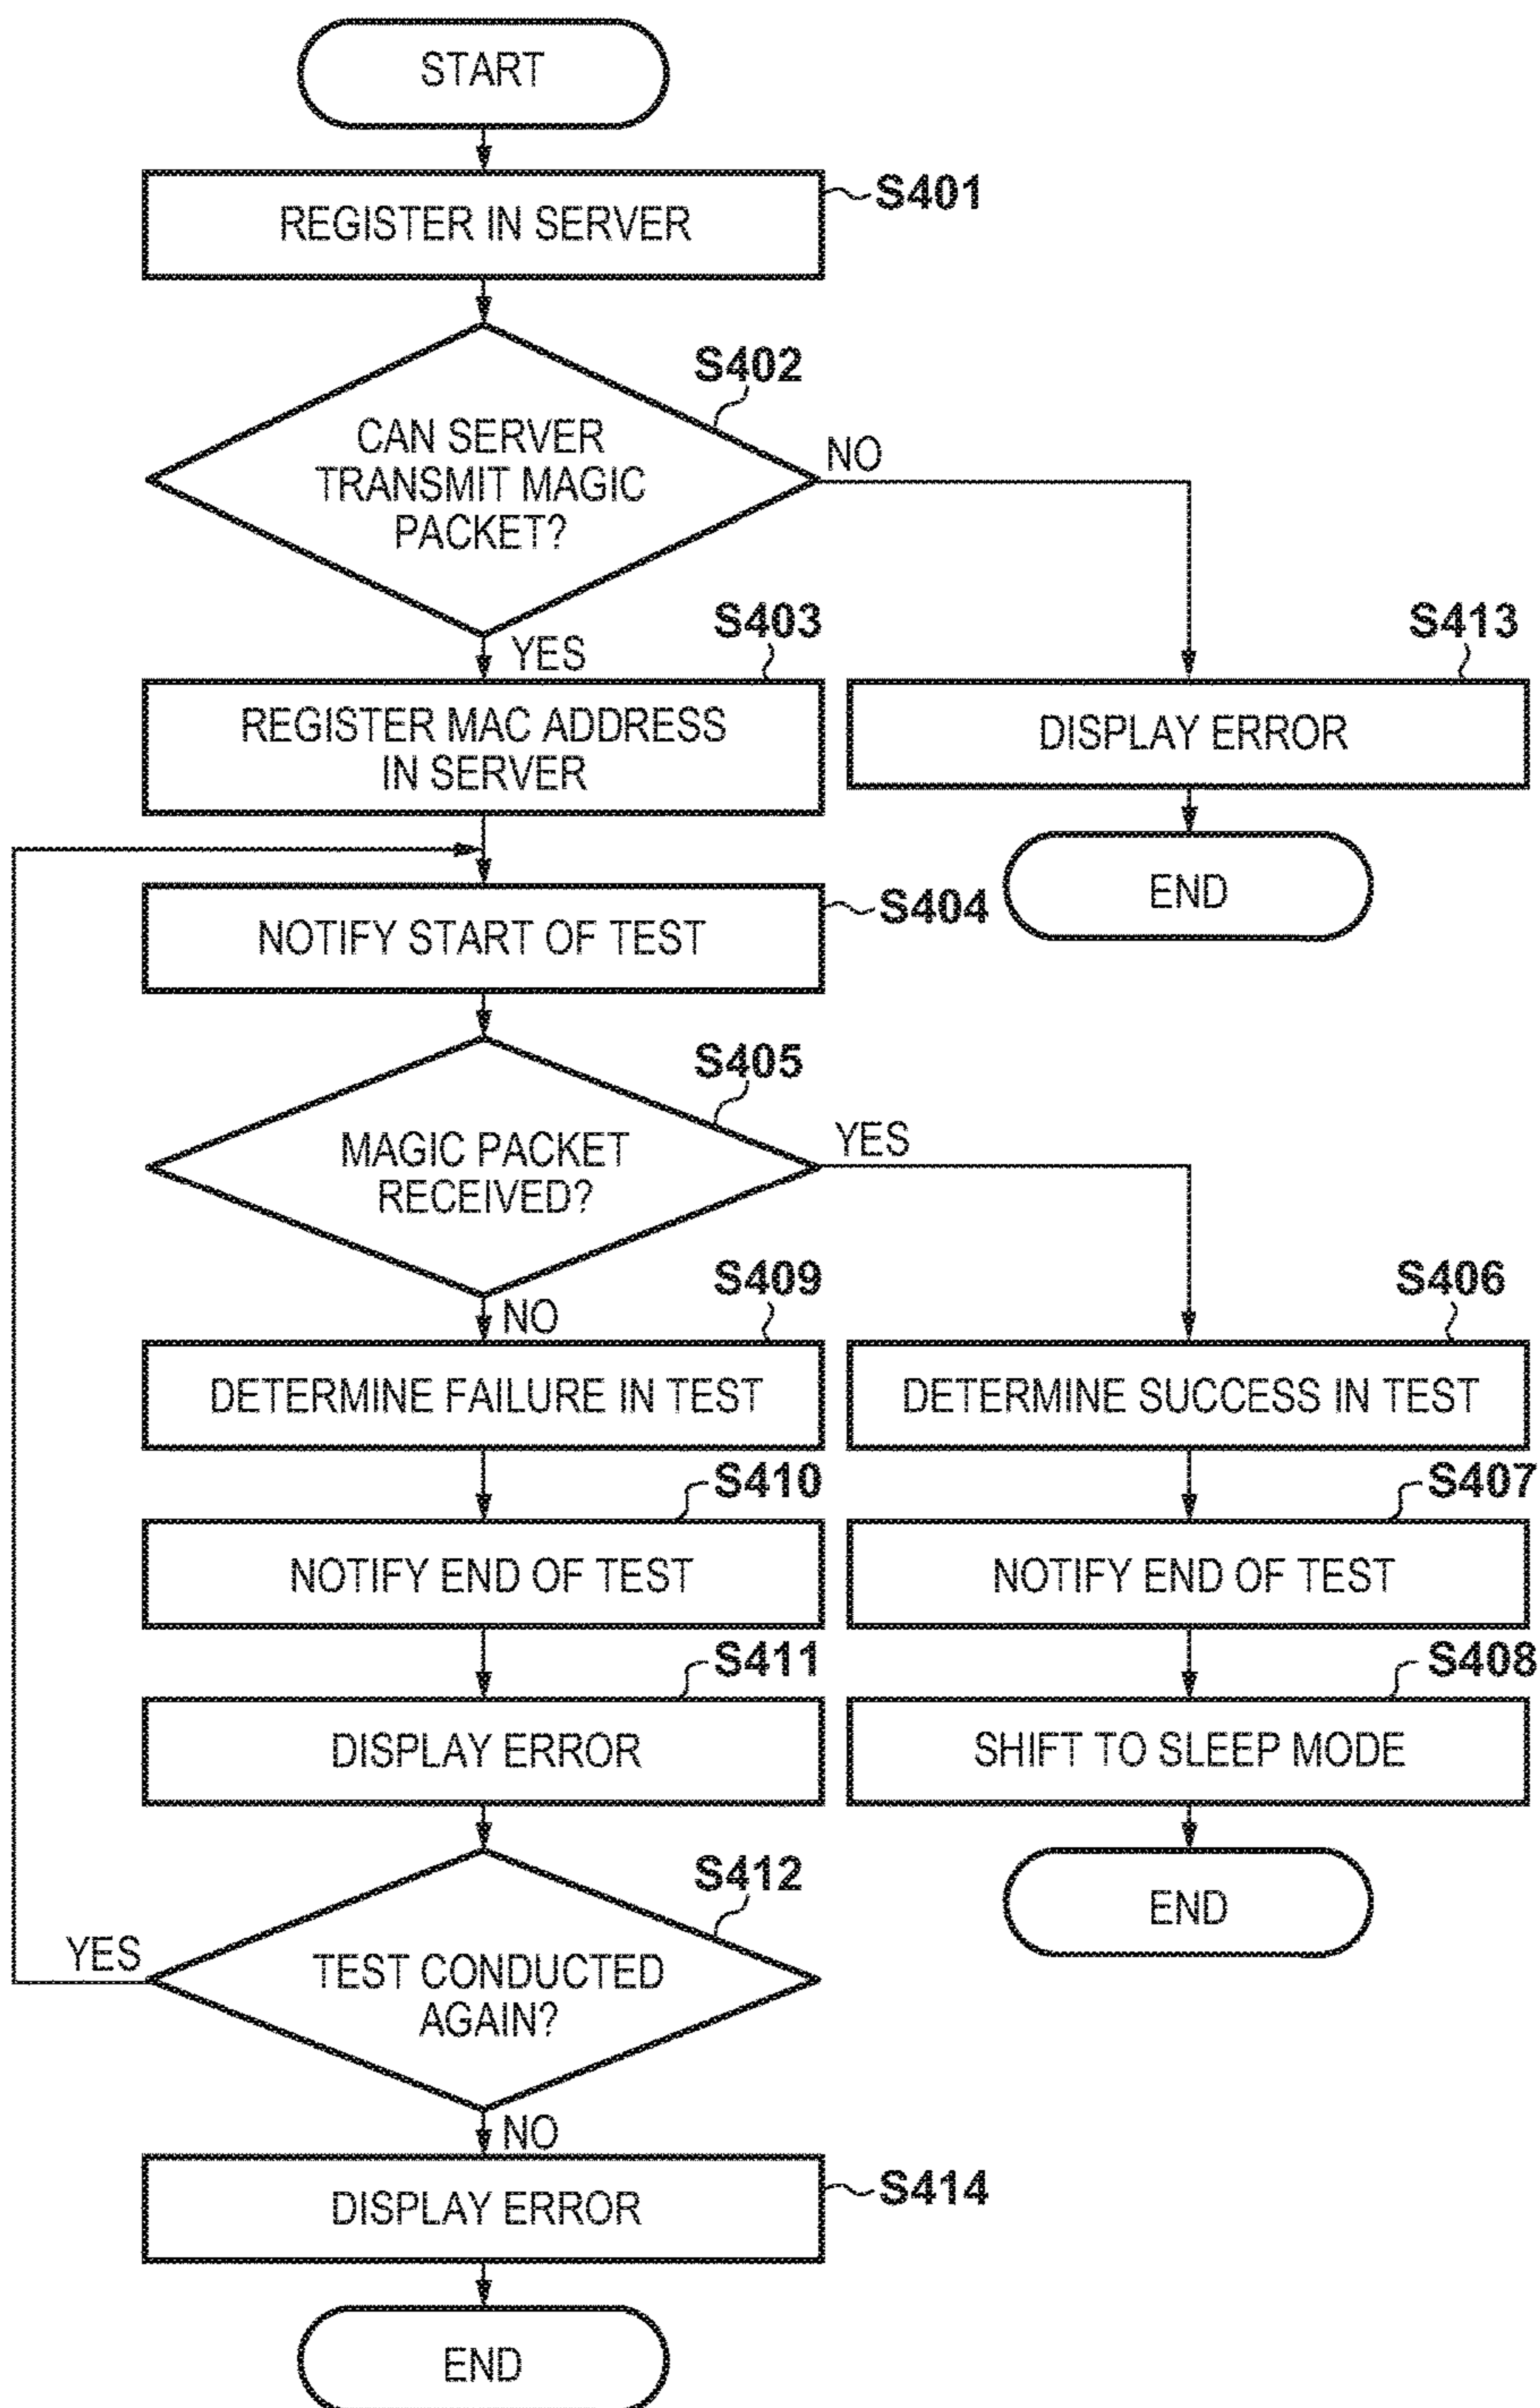 START
REGISTER IN SERVER
S401
S402
CAN SERVER
TRANSMIT MAGIC
PACKET?
NO
YES
S403
REGISTER MAC ADDRESS
IN SERVER
S413
DISPLAY ERROR
END
NOTIFY START OF TEST
S404
S405
MAGIC PACKET
RECEIVED?
YES
NO
S409
DETERMINE FAILURE IN TEST
S406
DETERMINE SUCCESS IN TEST
S410
NOTIFY END OF TEST
S407
NOTIFY END OF TEST
S411
DISPLAY ERROR
S408
SHIFT TO SLEEP MODE
END
S412
TEST CONDUCTED
AGAIN?
YES
NO
DISPLAY ERROR
S414
END